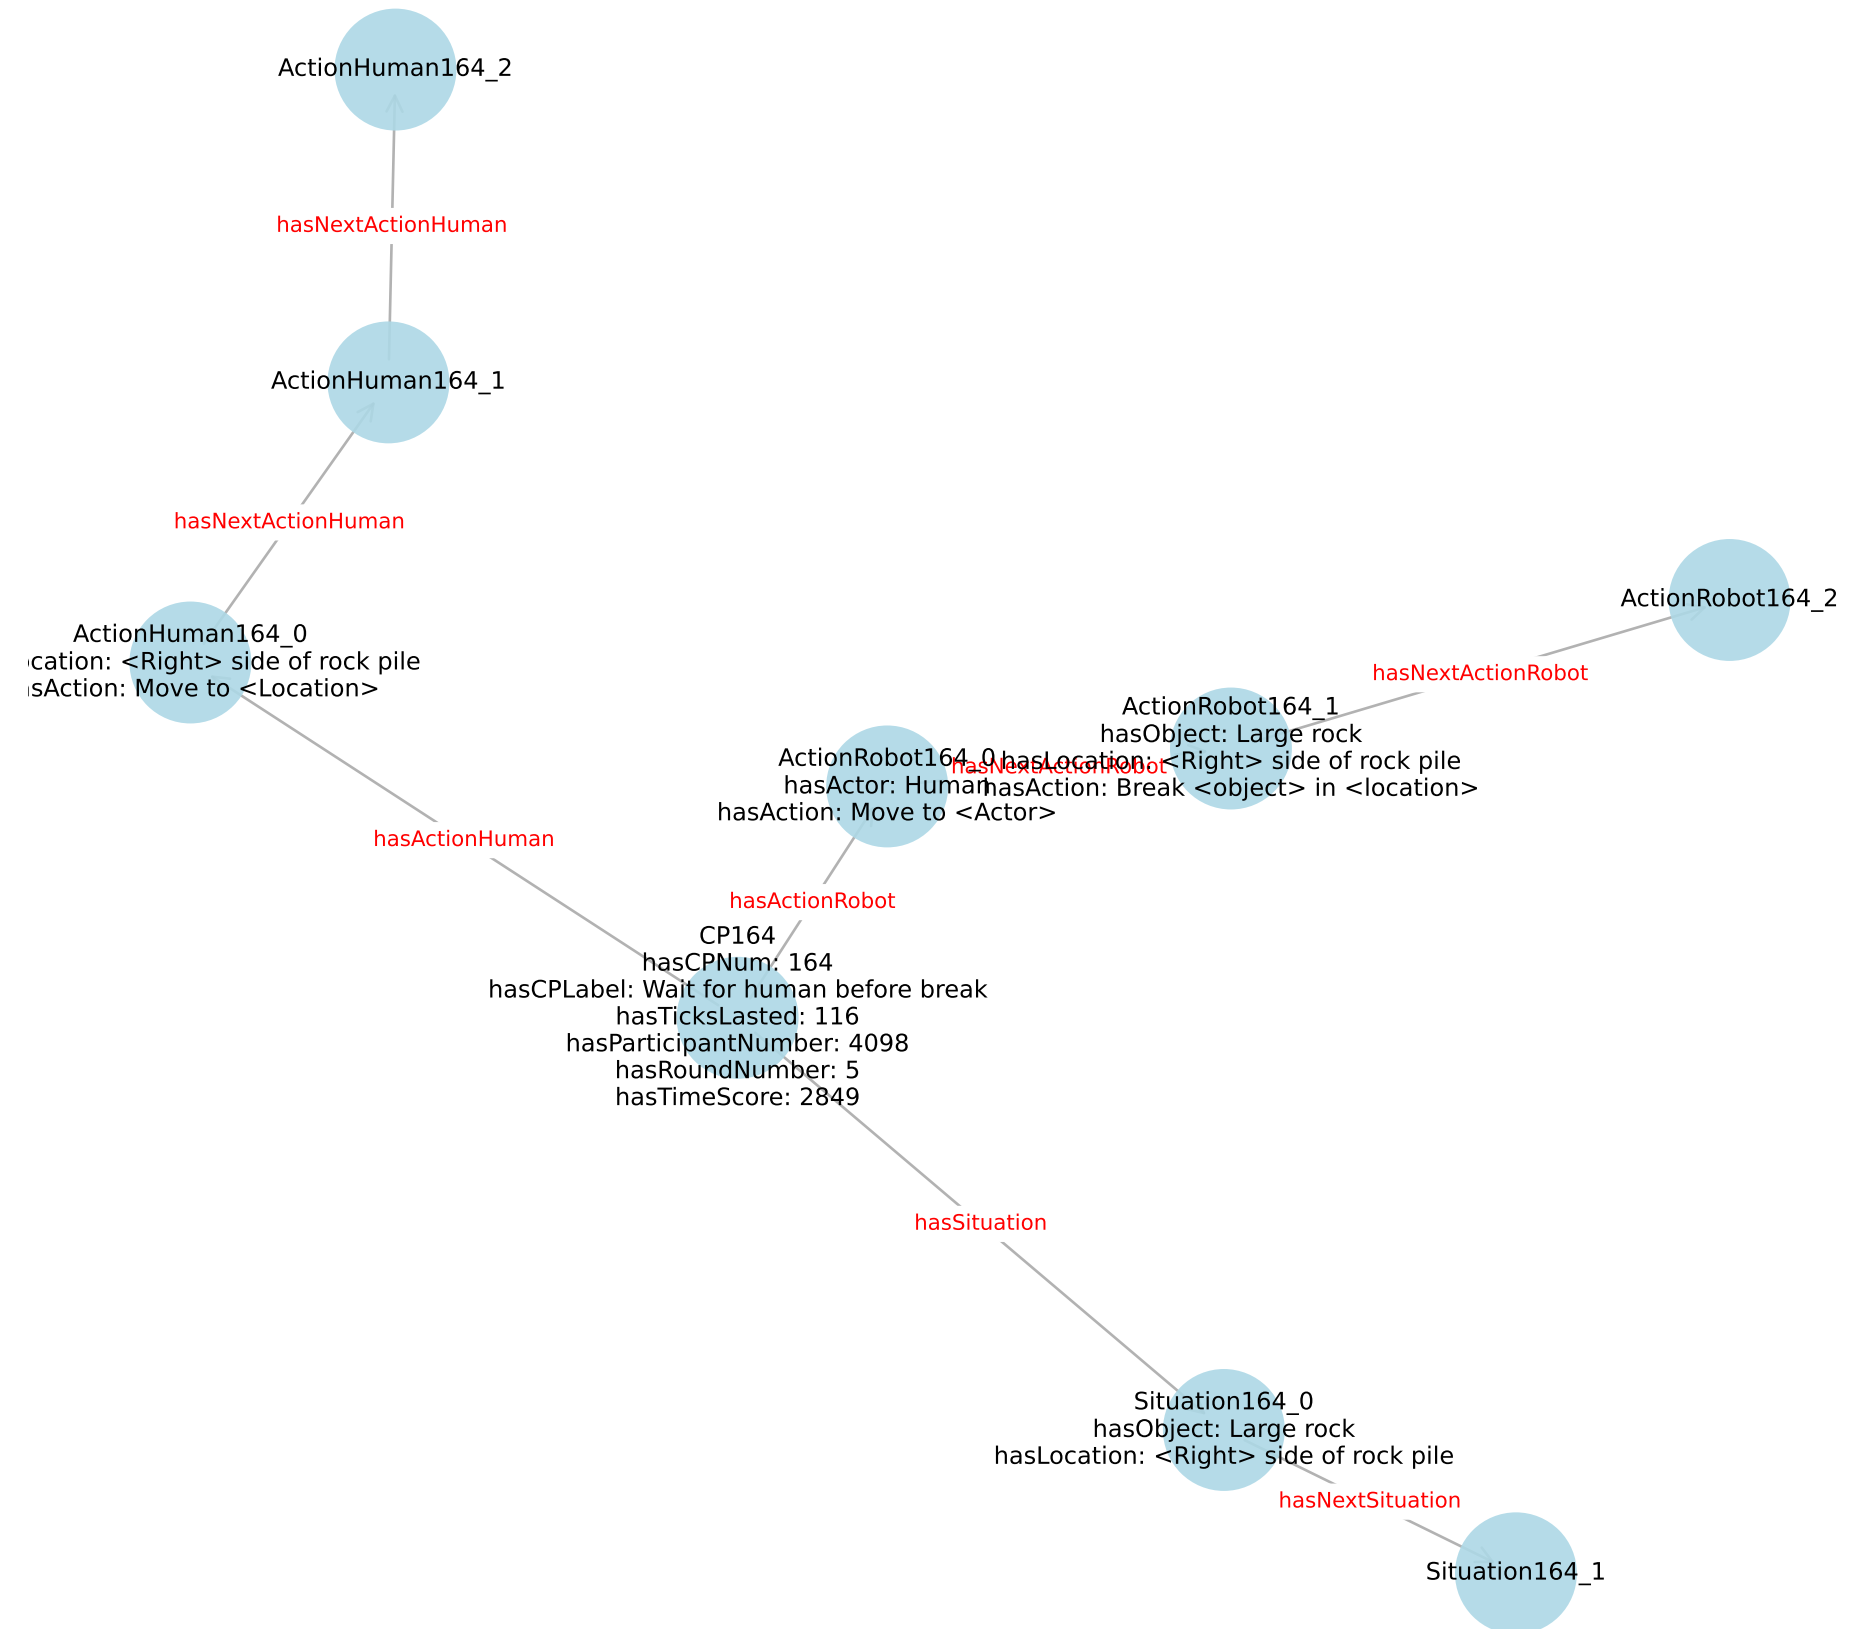 ActionHuman164_2
hasNextActionHuman
ActionHuman164_1
hasNextActionHuman
ActionHuman164_0
cation: <Right> side of rock pile
sAction: Move to <Location>
hasActionHuman
ActionRobot164_2
hasNextActionRobot
ActionRobot164_1
hasObject: Large rock
hasLocation: <Right> side of rock pile
hasAction: Break <object> in <location>
hasNextActionRobot
ActionRobot164_0
hasActor: Human
hasAction: Move to <Actor>
hasActionRobot
CP164
hasCPNum: 164
hasCPLabel: Wait for human before break
hasTicksLasted: 116
hasParticipantNumber: 4098
hasRoundNumber: 5
hasTimeScore: 2849
hasSituation
Situation164_0
hasObject: Large rock
hasLocation: <Right> side of rock pile
hasNextSituation
Situation164_1